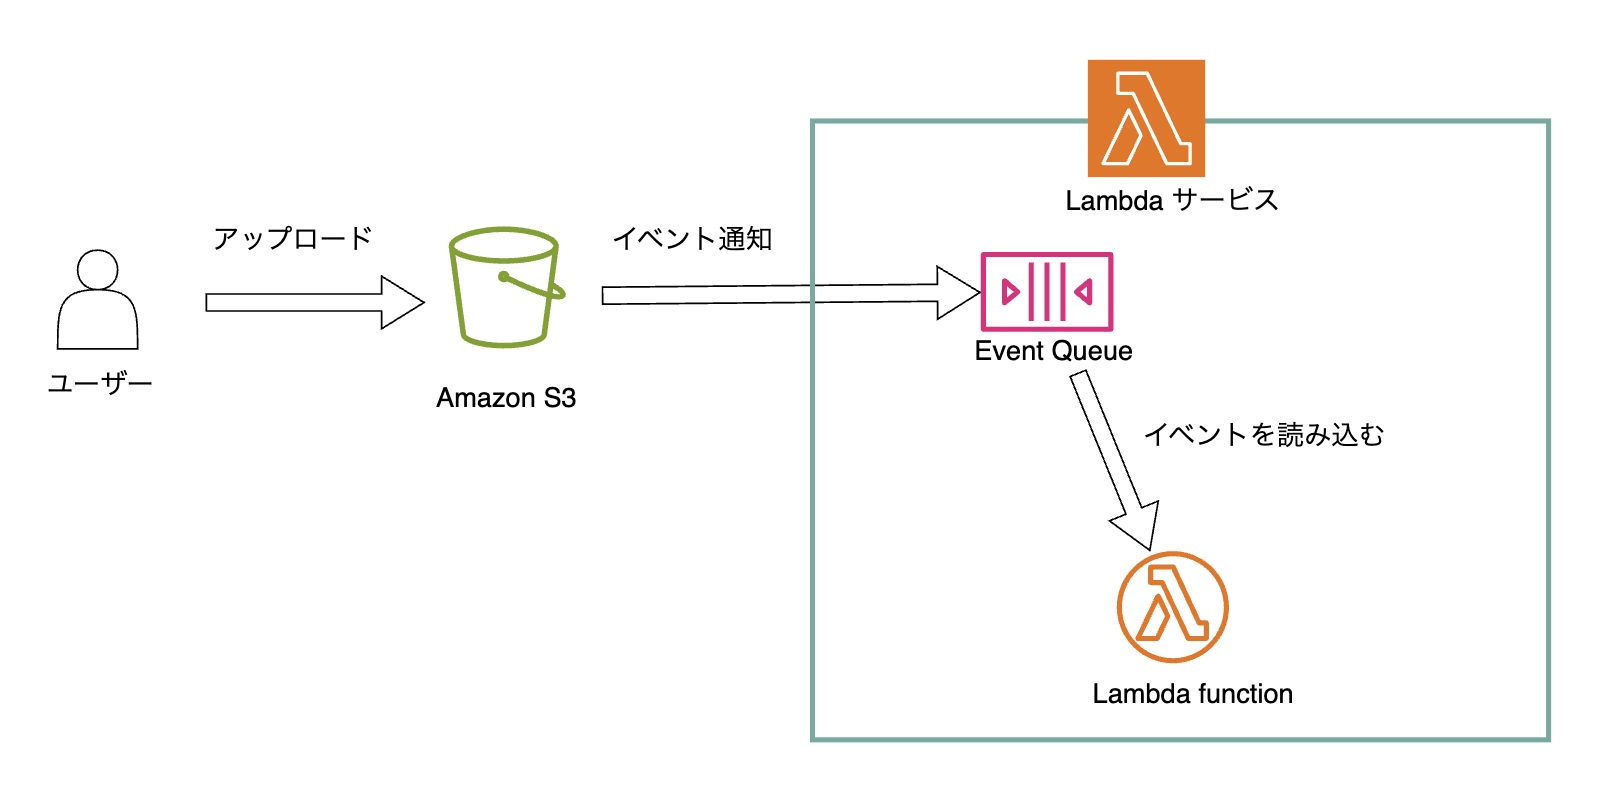 Lambda サービス
アップロード
イベント通知
Event Queue
ユーザー
Amazon S3
イベントを読み込む
Lambda function